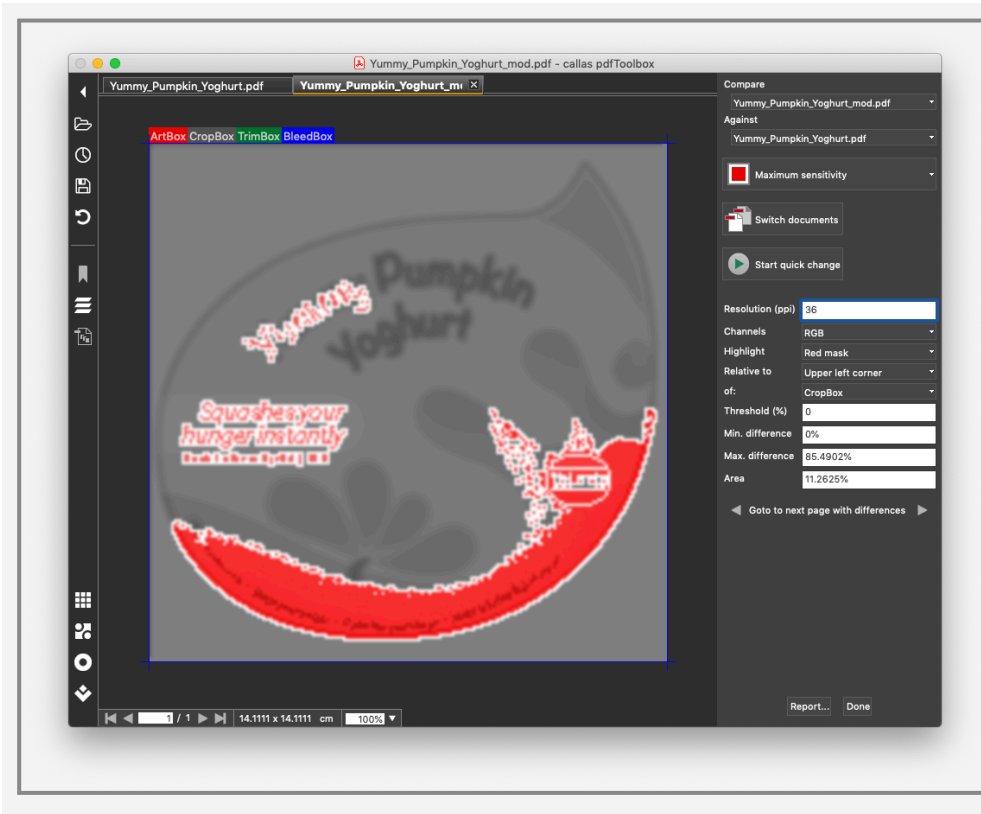 Yummy_Pumpkin_Yoghurt_mod.pdf - callas pdfToolbox
Yummy_Pumpkin_Yoghurt.pdf
Yummy_Pumpkin_Yoghurt_m
ArtBox CropBox TrimBox BleedBox
Yummy
Pumpkin
Yoghurt
Squashes your
hunger instantly
Compare
Yummy_Pumpkin_Yoghurt_mod.pdf
Against
Yummy_Pumpkin_Yoghurt.pdf
Maximum sensitivity
Switch documents
Start quick change
Resolution (ppi) 36
Channels RGB
Highlight Red mask
Relative to Upper left corner
of: CropBox
Threshold (%) 0
Min. difference 0%
Max. difference 85.4902%
Area 11.2625%
Goto to next page with differences
Report... Done
1 / 1 14.1111 x 14.1111 cm 100%